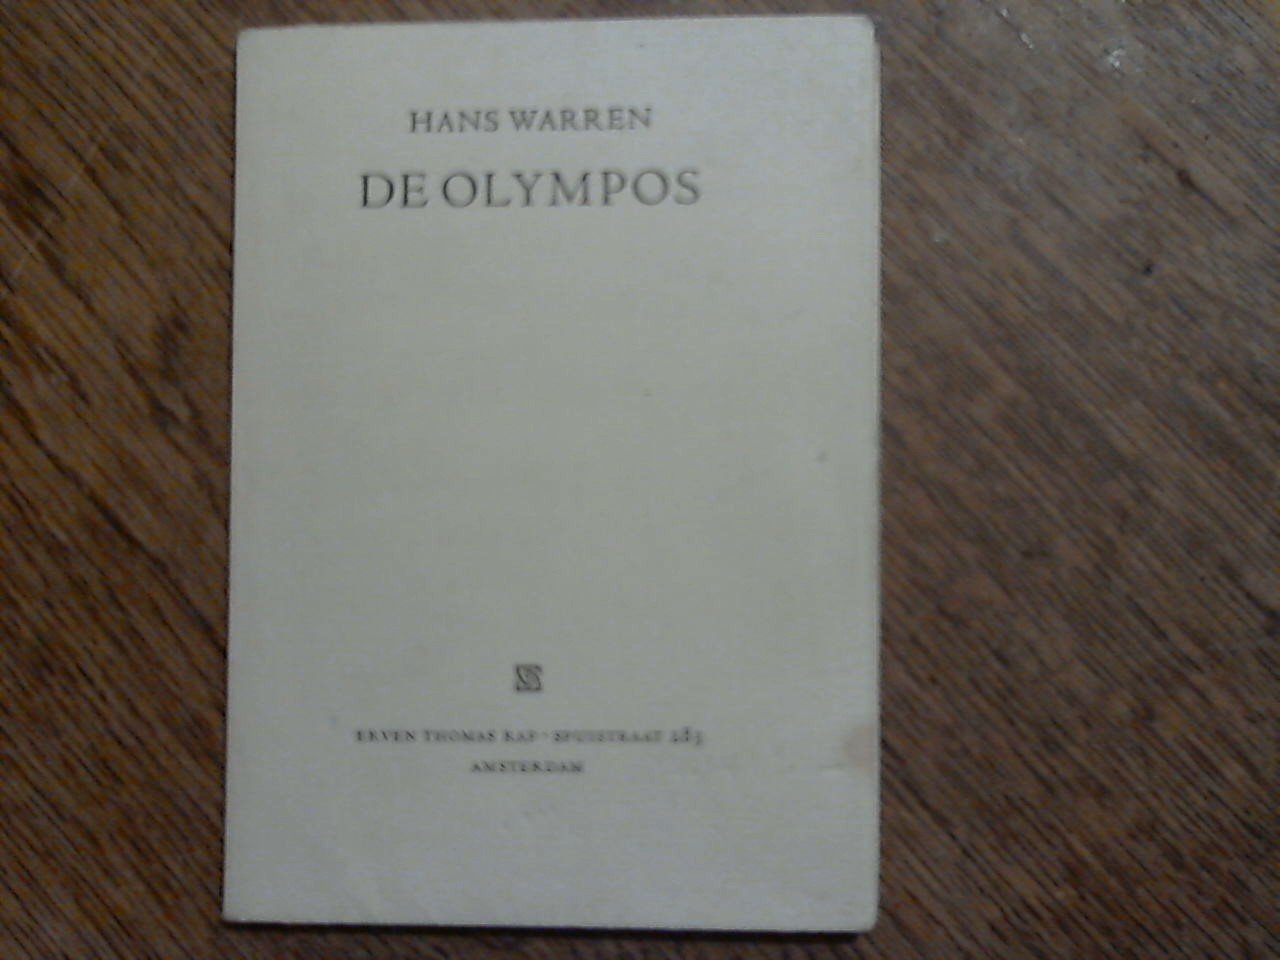 HANS WARREN
DE OLYMPOS
ERVEN THOMAS RAP · SPUISTRAAT 283
AMSTERDAM